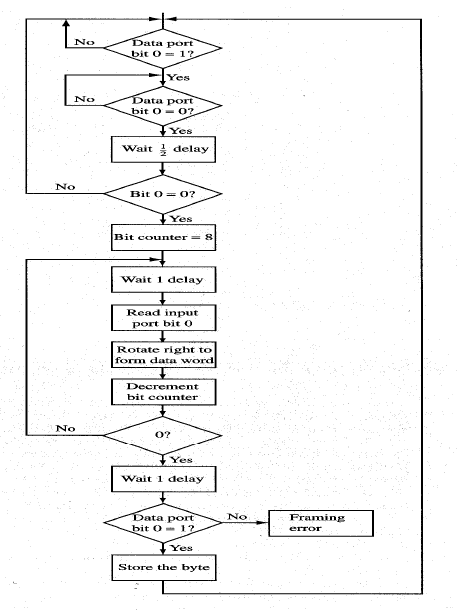 No
Data port
bit 0 = 1?
Yes
No
Data port
bit 0 = 0?
Yes
Wait 1/2 delay
No
Bit 0 = 0?
Yes
Bit counter = 8
Wait 1 delay
Read input
port bit 0
Rotate right to
form data word
Decrement
bit counter
No
0?
Yes
Wait 1 delay
Data port
bit 0 = 1?
No
Framing
error
Yes
Store the byte